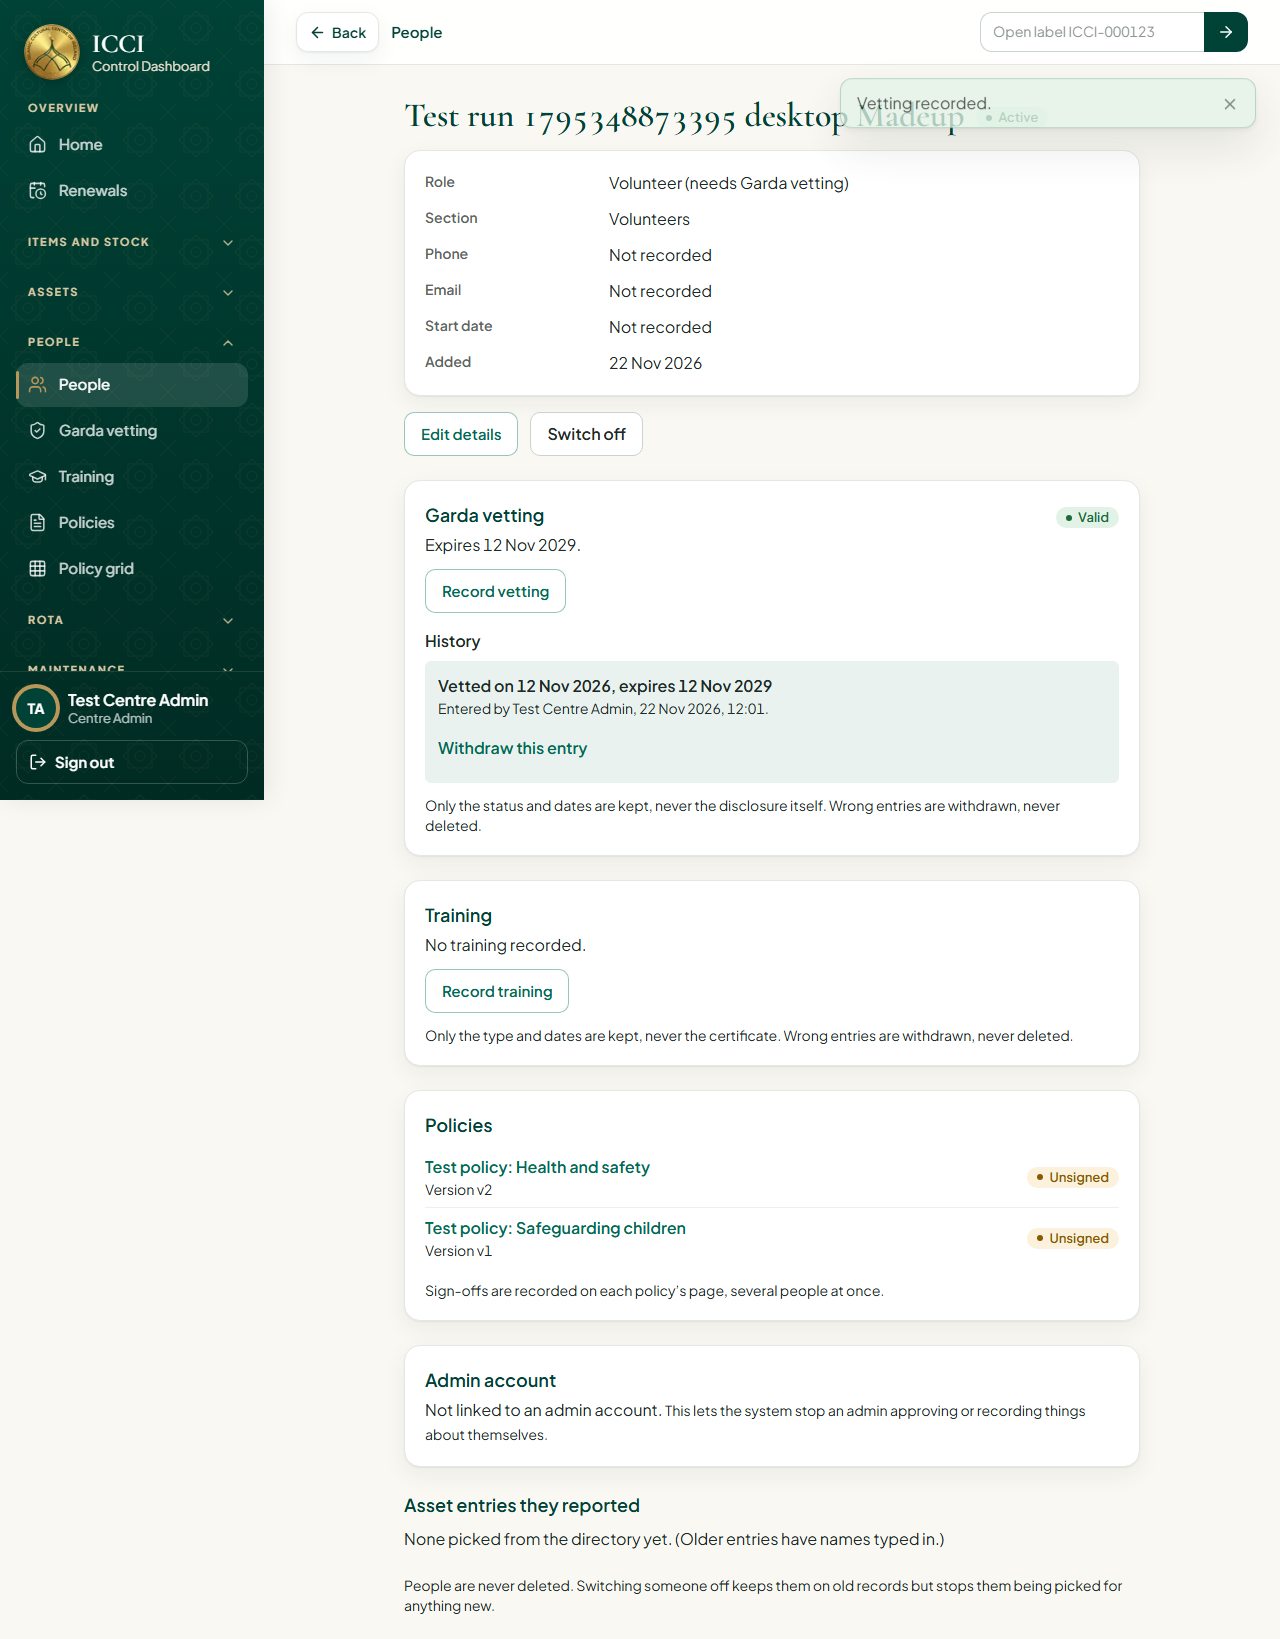 ICCI
Control Dashboard
OVERVIEW
Home
Renewals
ITEMS AND STOCK
ASSETS
PEOPLE
People
Garda vetting
Training
Policies
Policy grid
ROTA
MAINTENANCE
TA
Test Centre Admin
Centre Admin
Sign out
Back
People
Open label ICCI-000123
Vetting recorded.
Test run 1795348873395 desktop Madeup
Active
Role
Volunteer (needs Garda vetting)
Section
Volunteers
Phone
Not recorded
Email
Not recorded
Start date
Not recorded
Added
22 Nov 2026
Edit details
Switch off
Garda vetting
Valid
Expires 12 Nov 2029.
Record vetting
History
Vetted on 12 Nov 2026, expires 12 Nov 2029
Entered by Test Centre Admin, 22 Nov 2026, 12:01.
Withdraw this entry
Only the status and dates are kept, never the disclosure itself. Wrong entries are withdrawn, never
deleted.
Training
No training recorded.
Record training
Only the type and dates are kept, never the certificate. Wrong entries are withdrawn, never deleted.
Policies
Test policy: Health and safety
Unsigned
Version v2
Test policy: Safeguarding children
Unsigned
Version v1
Sign-offs are recorded on each policy's page, several people at once.
Admin account
Not linked to an admin account. This lets the system stop an admin approving or recording things
about themselves.
Asset entries they reported
None picked from the directory yet. (Older entries have names typed in.)
People are never deleted. Switching someone off keeps them on old records but stops them being picked for
anything new.